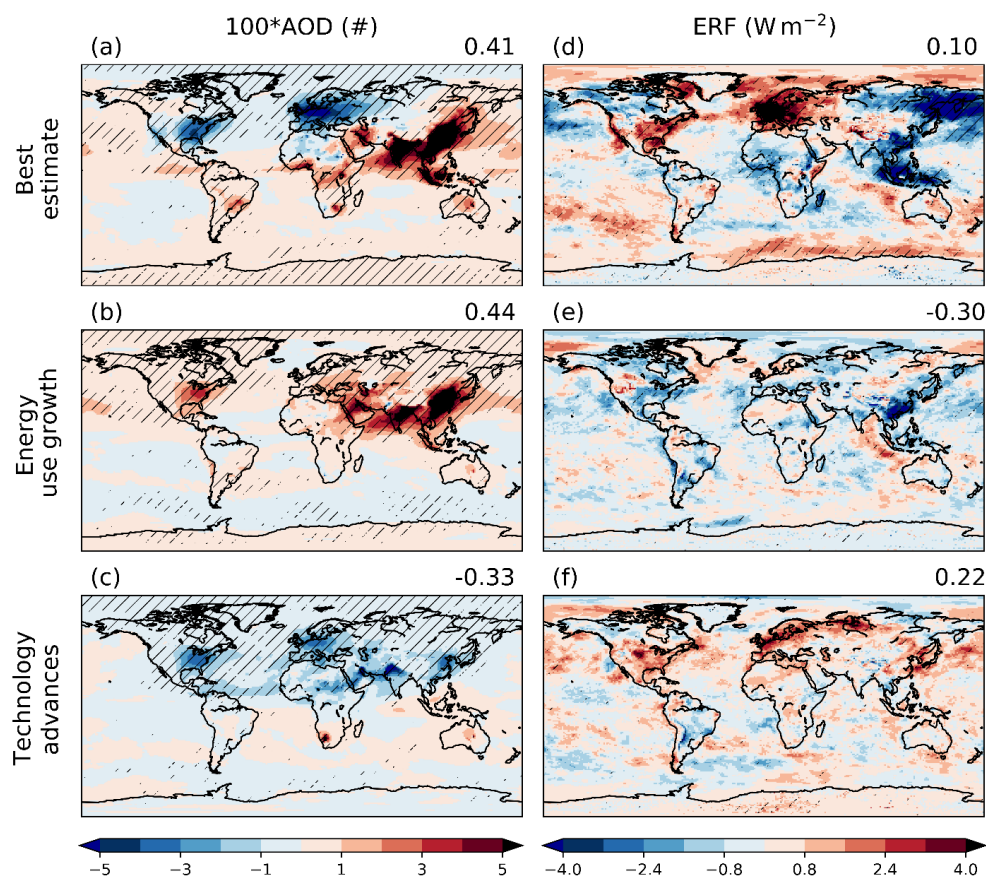 100*AOD (#)
ERF (W m−2)
(a)
0.41
(d)
0.10
Best
estimate
(b)
0.44
(e)
-0.30
Energy
use growth
(c)
-0.33
(f)
0.22
Technology
advances
−5 −3 −1 1 3 5
−4.0 −2.4 −0.8 0.8 2.4 4.0